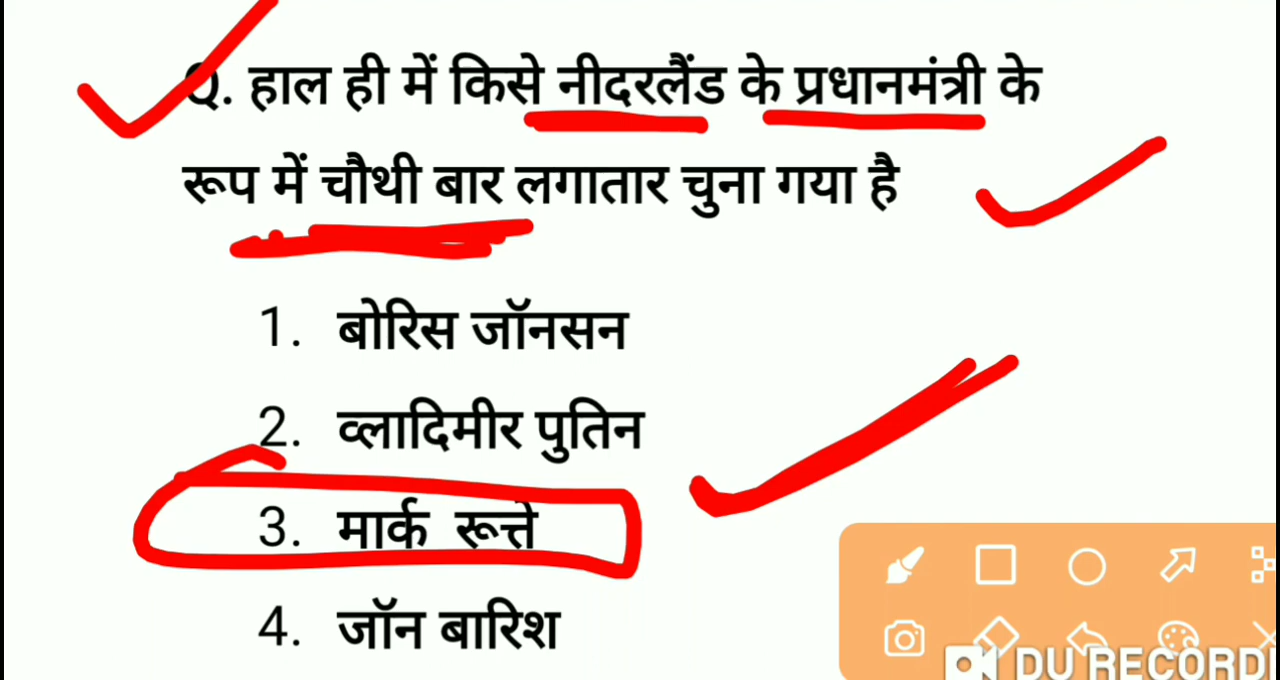 Q. हाल ही में किसे नीदरलैंड के प्रधानमंत्री के
रूप में चौथी बार लगातार चुना गया है
1. बोरिस जॉनसन
2. व्लादिमीर पुतिन
3. मार्क रूत्ते
4. जॉन बारिश
DU RECORD